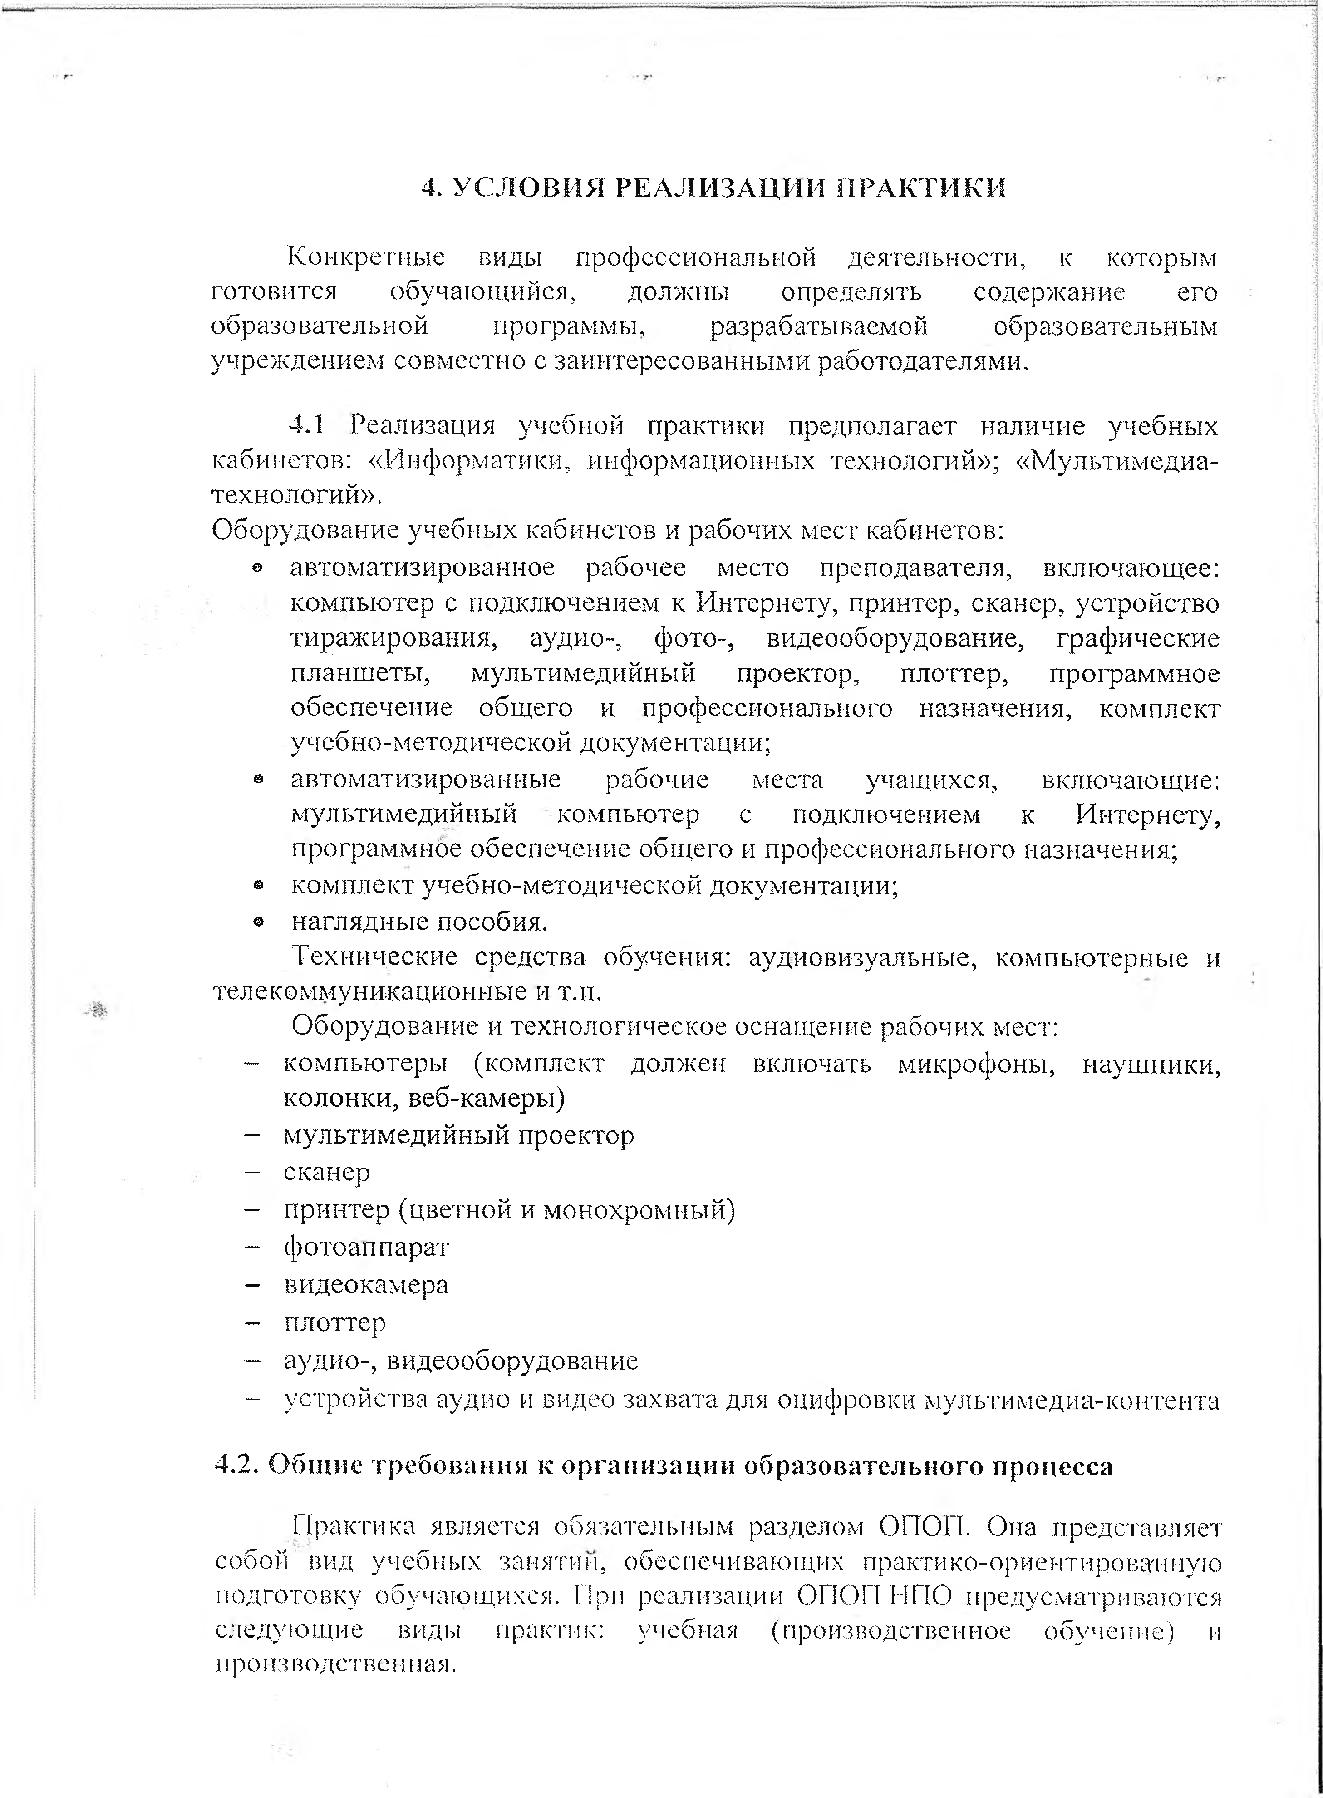 4. УСЛОВИЯ РЕАЛИЗАЦИИ ПРАКТИКИ
Конкретные виды профессиональной деятельности, к которым
готовится обучающийся, должны определять содержание его
образовательной программы, разрабатываемой образовательным
учреждением совместно с заинтересованными работодателями.
4.1 Реализация учебной практики предполагает наличие учебных
кабинетов: «Информатики, информационных технологий»; «Мультимедиа-
технологий».
Оборудование учебных кабинетов и рабочих мест кабинетов:
• автоматизированное рабочее место преподавателя, включающее:
компьютер с подключением к Интернету, принтер, сканер, устройство
тиражирования, аудио-, фото-, видеооборудование, графические
планшеты, мультимедийный проектор, плоттер, программное
обеспечение общего и профессионального назначения, комплект
учебно-методической документации;
• автоматизированные рабочие места учащихся, включающие:
мультимедийный компьютер с подключением к Интернету,
программное обеспечение общего и профессионального назначения;
• комплект учебно-методической документации;
• наглядные пособия.
Технические средства обучения: аудиовизуальные, компьютерные и
телекоммуникационные и т.п.
Оборудование и технологическое оснащение рабочих мест:
– компьютеры (комплект должен включать микрофоны, наушники,
колонки, веб-камеры)
– мультимедийный проектор
– сканер
– принтер (цветной и монохромный)
– фотоаппарат
– видеокамера
– плоттер
– аудио-, видеооборудование
– устройства аудио и видео захвата для оцифровки мультимедиа-контента
4.2. Общие требования к организации образовательного процесса
Практика является обязательным разделом ОПОП. Она представляет
собой вид учебных занятий, обеспечивающих практико-ориентированную
подготовку обучающихся. При реализации ОПОП НПО предусматриваются
следующие виды практик: учебная (производственное обучение) и
производственная.